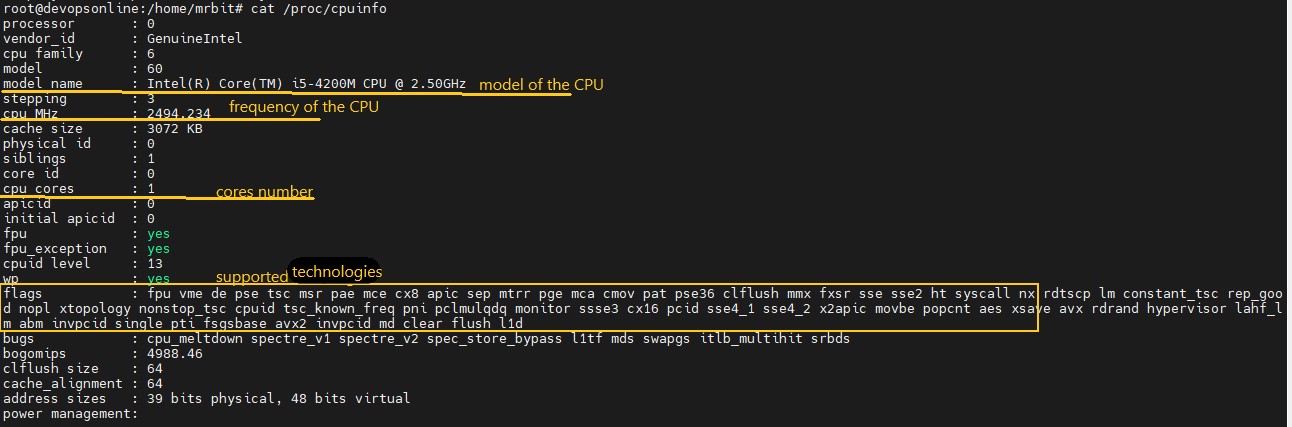 root@devopsonline:/home/mrbit# cat /proc/cpuinfo
processor : 0
vendor_id : GenuineIntel
cpu family : 6
model : 60
model name : Intel(R) Core(TM) i5-4200M CPU @ 2.50GHz model of the CPU
stepping : 3
frequency of the CPU
cpu MHz : 2494.234
cache size : 3072 KB
physical id : 0
siblings : 1
core id : 0
cpu cores : 1 cores number
apicid : 0
initial apicid : 0
fpu : yes
fpu_exception : yes
cpuid level : 13
wp : yes supported technologies
flags : fpu vme de pse tsc msr pae mce cx8 apic sep mtrr pge mca cmov pat pse36 clflush mmx fxsr sse sse2 ht syscall nx rdtscp lm constant_tsc rep_goo
d nopl xtopology nonstop_tsc cpuid tsc_known_freq pni pclmulqdq monitor ssse3 cx16 pcid sse4_1 sse4_2 x2apic movbe popcnt aes xsave avx rdrand hypervisor lahf_l
m abm invpcid_single pti fsgsbase avx2 invpcid md_clear flush_l1d
bugs : cpu_meltdown spectre_v1 spectre_v2 spec_store_bypass l1tf mds swapgs itlb_multihit srbds
bogomips : 4988.46
clflush size : 64
cache_alignment : 64
address sizes : 39 bits physical, 48 bits virtual
power management: